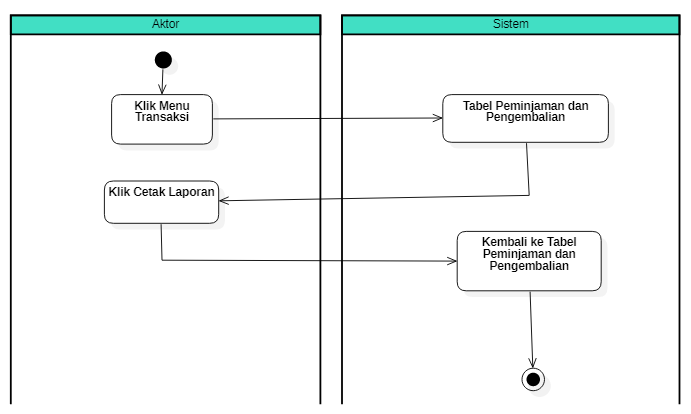 Aktor
Sistem
Klik Menu
Transaksi
Tabel Peminjaman dan
Pengembalian
Klik Cetak Laporan
Kembali ke Tabel
Peminjaman dan
Pengembalian